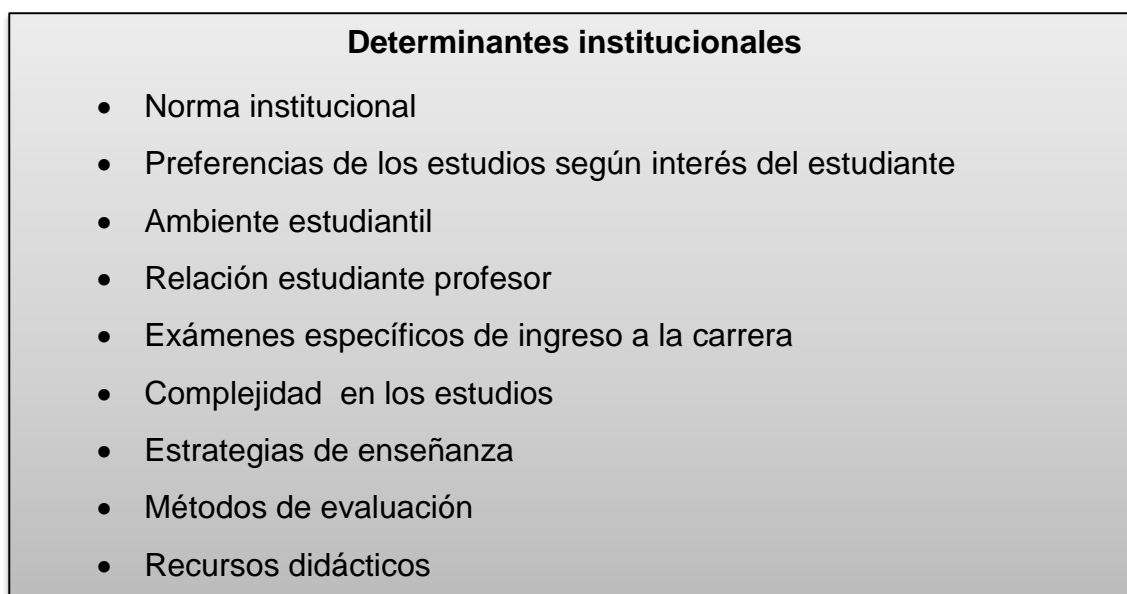 Determinantes institucionales
• Norma institucional
• Preferencias de los estudios según interés del estudiante
• Ambiente estudiantil
• Relación estudiante profesor
• Exámenes específicos de ingreso a la carrera
• Complejidad  en los estudios
• Estrategias de enseñanza
• Métodos de evaluación
• Recursos didácticos